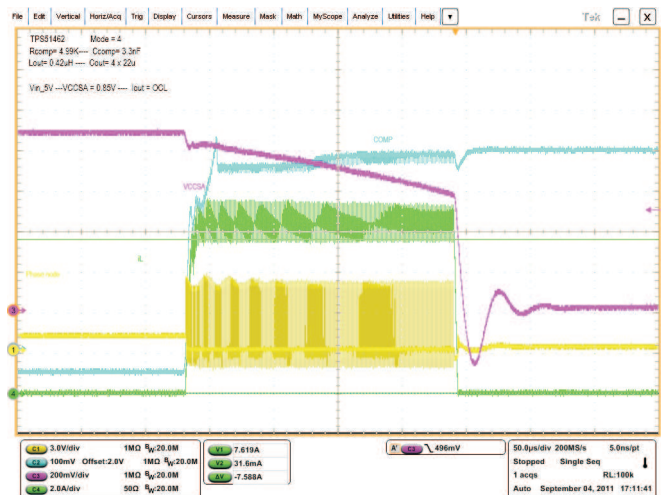 File Edit Vertical Horiz/Acq Trig Display Cursors Measure Mask Math MyScope Analyze Utilities Help Tek
TPS51462 Mode = 4
Rcomp= 4.99K---- Ccomp= 3.3nF
Lout= 0.42uH ---- Cout= 4 x 22u
Vin_5V ---VCCSA = 0.85V ---- Iout = OCL
COMP
VCCSA
IL
Phase node
3
1
4
C1 3.0V/div 1MΩ BW:20.0M
C2 100mV Offset:2.0V 1MΩ BW:20.0M
C3 200mV/div 1MΩ BW:20.0M
C4 2.0A/div 50Ω BW:20.0M
V1 7.619A
V2 31.6mA
ΔV -7.588A
A' C3 496mV
50.0μs/div 200MS/s 5.0ns/pt
Stopped Single Seq
1 acqs RL:100k
Auto September 04, 2011 17:11:41